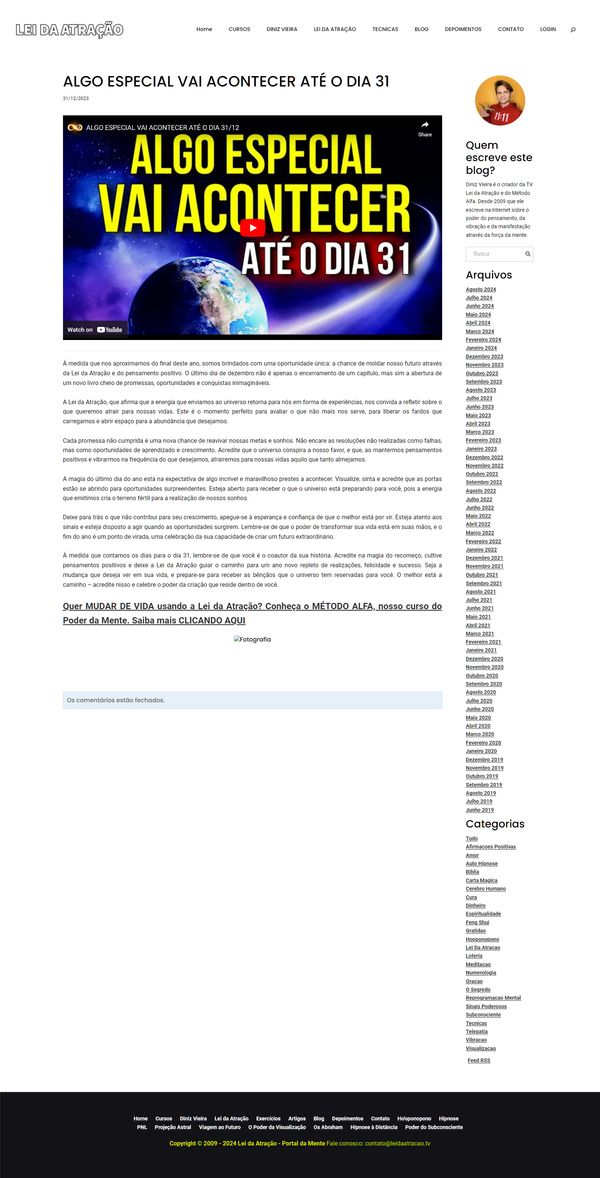 LEI DA ATRAÇÃO
Home CURSOS DINIZ VIEIRA LEI DA ATRAÇÃO TECNICAS BLOG DEPOIMENTOS CONTATO LOGIN
ALGO ESPECIAL VAI ACONTECER ATÉ O DIA 31
31/12/2023
ALGO ESPECIAL VAI ACONTECER ATÉ O DIA 31/12
Share
ALGO ESPECIAL
VAI ACONTECER
ATÉ O DIA 31
Watch on YouTube
À medida que nos aproximamos do final deste ano, somos brindados com uma oportunidade única: a chance de moldar nosso futuro através
da Lei da Atração e do pensamento positivo. O último dia de dezembro não é apenas o encerramento de um capítulo, mas sim a abertura de
um novo livro cheio de promessas, oportunidades e conquistas inimagináveis.
A Lei da Atração, que afirma que a energia que enviamos ao universo retorna para nós em forma de experiências, nos convida a refletir sobre o
que queremos atrair para nossas vidas. Este é o momento perfeito para avaliar o que não mais nos serve, para liberar os fardos que
carregamos e abrir espaço para a abundância que desejamos.
Cada promessa não cumprida é uma nova chance de reavivar nossas metas e sonhos. Não encare as resoluções não realizadas como falhas,
mas como oportunidades de aprendizado e crescimento. Acredite que o universo conspira a nosso favor, e que, ao mantermos pensamentos
positivos e vibrarmos na frequência do que desejamos, atrairemos para nossas vidas aquilo que tanto almejamos.
A magia do último dia do ano está na expectativa de algo incrível e maravilhoso prestes a acontecer. Visualize, sinta e acredite que as portas
estão se abrindo para oportunidades surpreendentes. Esteja aberto para receber o que o universo está preparando para você, pois a energia
que emitimos cria o terreno fértil para a realização de nossos sonhos.
Deixe para trás o que não contribui para seu crescimento, apegue-se à esperança e confiança de que o melhor está por vir. Esteja atento aos
sinais e esteja disposto a agir quando as oportunidades surgirem. Lembre-se de que o poder de transformar sua vida está em suas mãos, e o
fim do ano é um ponto de virada, uma celebração da sua capacidade de criar um futuro extraordinário.
À medida que contamos os dias para o dia 31, lembre-se de que você é o coautor da sua história. Acredite na magia do recomeço, cultive
pensamentos positivos e deixe a Lei da Atração guiar o caminho para um ano novo repleto de realizações, felicidade e sucesso. Seja a
mudança que deseja ver em sua vida, e prepare-se para receber as bênçãos que o universo tem reservadas para você. O melhor está a
caminho – acredite nisso e celebre o poder da criação que reside dentro de você.
Quer MUDAR DE VIDA usando a Lei da Atração? Conheça o MÉTODO ALFA, nosso curso do
Poder da Mente. Saiba mais CLICANDO AQUI
Fotografia
Os comentários estão fechados.
11:11
Quem
escreve este
blog?
Diniz Vieira é o criador da TV
Lei da Atração e do Método
Alfa. Desde 2009 que ele
escreve na Internet sobre o
poder do pensamento, da
vibração e da manifestação
através da força da mente.
Busca
Arquivos
Agosto 2024
Julho 2024
Junho 2024
Maio 2024
Abril 2024
Março 2024
Fevereiro 2024
Janeiro 2024
Dezembro 2023
Novembro 2023
Outubro 2023
Setembro 2023
Agosto 2023
Julho 2023
Junho 2023
Maio 2023
Abril 2023
Março 2023
Fevereiro 2023
Janeiro 2023
Dezembro 2022
Novembro 2022
Outubro 2022
Setembro 2022
Agosto 2022
Julho 2022
Junho 2022
Maio 2022
Abril 2022
Março 2022
Fevereiro 2022
Janeiro 2022
Dezembro 2021
Novembro 2021
Outubro 2021
Setembro 2021
Agosto 2021
Julho 2021
Junho 2021
Maio 2021
Abril 2021
Março 2021
Fevereiro 2021
Janeiro 2021
Dezembro 2020
Novembro 2020
Outubro 2020
Setembro 2020
Agosto 2020
Julho 2020
Junho 2020
Maio 2020
Abril 2020
Março 2020
Fevereiro 2020
Janeiro 2020
Dezembro 2019
Novembro 2019
Outubro 2019
Setembro 2019
Agosto 2019
Julho 2019
Junho 2019
Categorias
Tudo
Afirmacoes Positivas
Amor
Auto Hipnose
Biblia
Carta Magica
Cerebro Humano
Cura
Dinheiro
Espiritualidade
Feng Shui
Gratidao
Hooponopono
Lei Da Atracao
Loteria
Meditacao
Numerologia
Oracao
O Segredo
Reprogramacao Mental
Sinais Poderosos
Subconsciente
Tecnicas
Telepatia
Vibracao
Visualizacao
Feed RSS
Home Cursos Diniz Vieira Lei da Atração Exercícios Artigos Blog Depoimentos Contato Ho'oponopono Hipnose
PNL Projeção Astral Viagem ao Futuro O Poder da Visualização Os Abraham Hipnose à Distância Poder do Subconsciente
Copyright © 2009 - 2024 Lei da Atração - Portal da Mente Fale conosco: contato@leidaatracao.tv